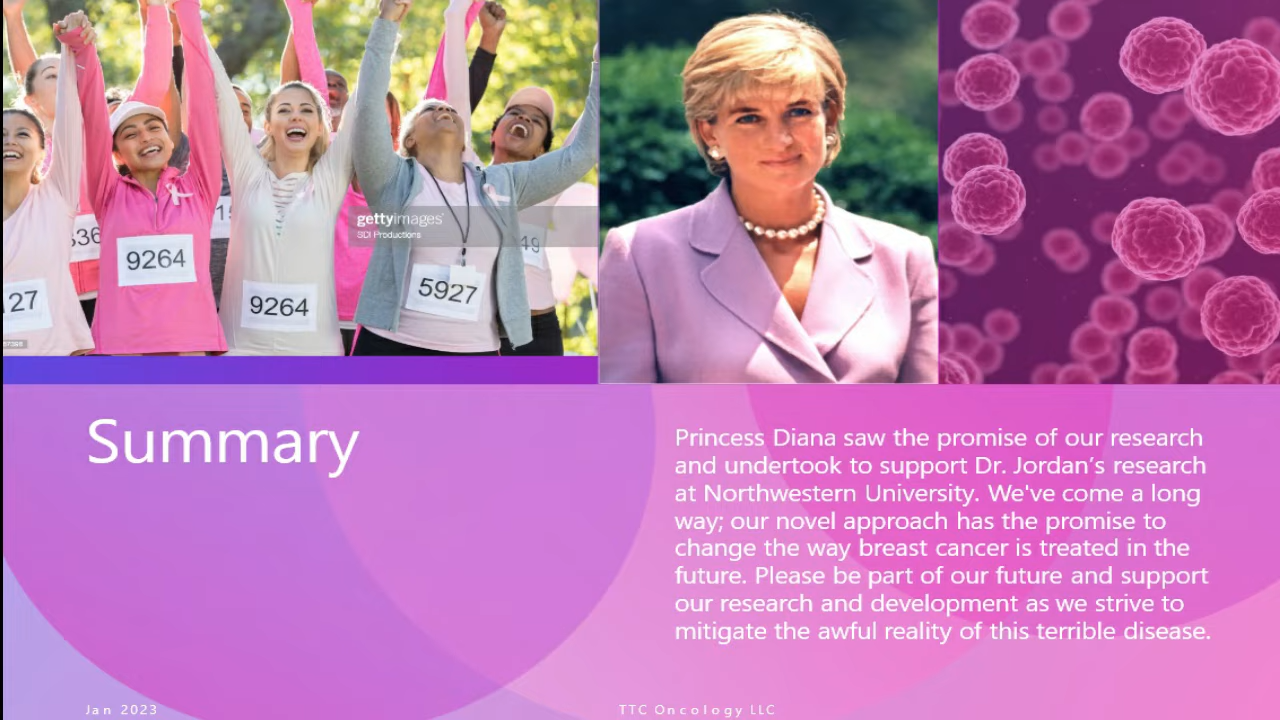 36
15
9264
127
9264
5927
49
gettyimages
SDI Productions
Summary
Princess Diana saw the promise of our research
and undertook to support Dr. Jordan’s research
at Northwestern University. We've come a long
way; our novel approach has the promise to
change the way breast cancer is treated in the
future. Please be part of our future and support
our research and development as we strive to
mitigate the awful reality of this terrible disease.
Jan 2023
TTC Oncology LLC